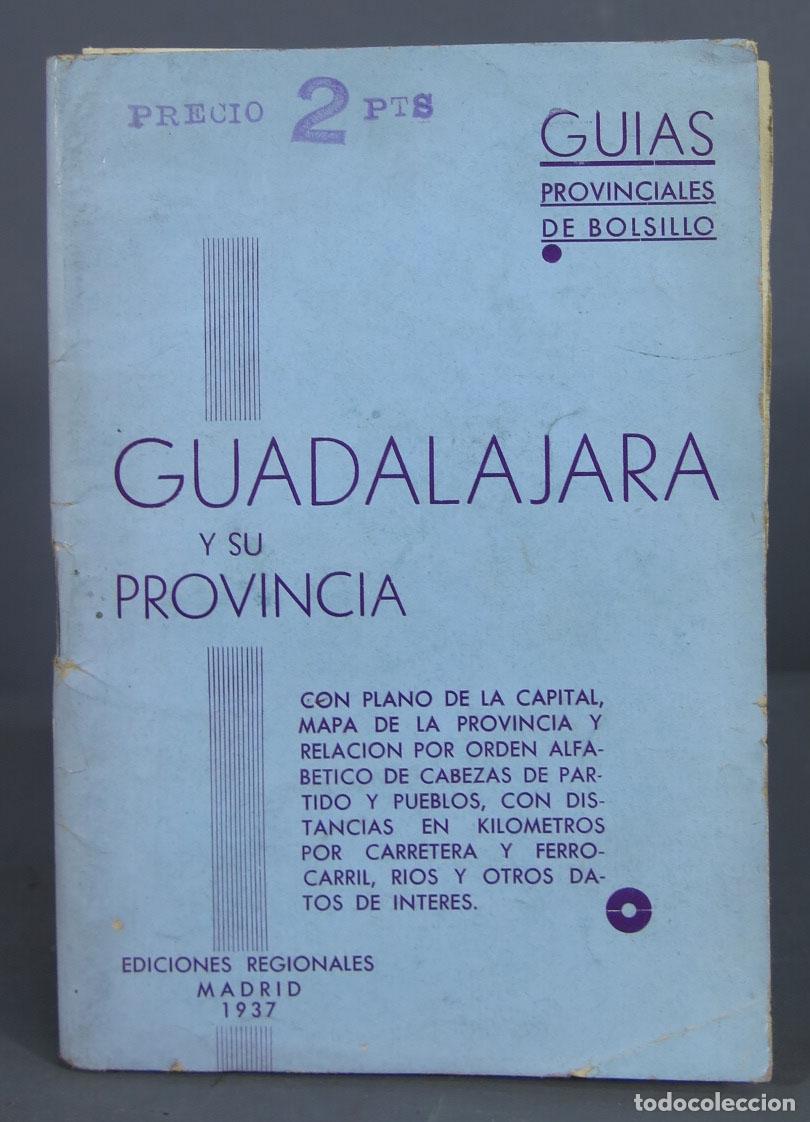 PRECIO 2 PTS
GUIAS
PROVINCIALES
DE BOLSILLO
GUADALAJARA
Y SU
PROVINCIA
CON PLANO DE LA CAPITAL,
MAPA DE LA PROVINCIA Y
RELACION POR ORDEN ALFA-
BETICO DE CABEZAS DE PAR-
TIDO Y PUEBLOS, CON DIS-
TANCIAS EN KILOMETROS
POR CARRETERA Y FERRO-
CARRIL, RIOS Y OTROS DA-
TOS DE INTERES.
EDICIONES REGIONALES
MADRID
1937
todocoleccion